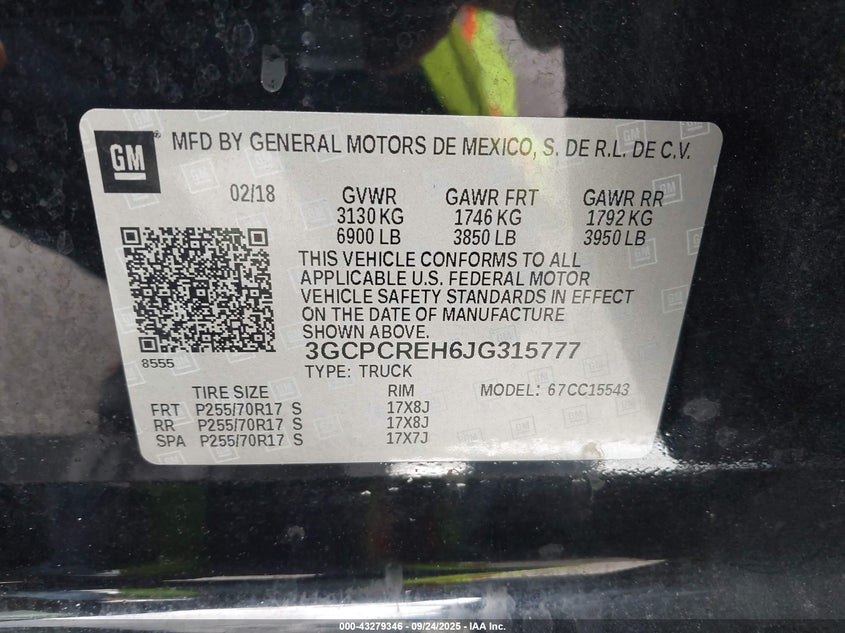 GM
MFD BY GENERAL MOTORS DE MEXICO, S. DE R.L. DE C.V.
02/18 GVWR GAWR FRT GAWR RR
3130 KG 1746 KG 1792 KG
6900 LB 3850 LB 3950 LB
THIS VEHICLE CONFORMS TO ALL
APPLICABLE U.S. FEDERAL MOTOR
VEHICLE SAFETY STANDARDS IN EFFECT
ON THE DATE OF MANUFACTURE
SHOWN ABOVE.
8555 3GCPCREH6JG315777
TYPE: TRUCK
TIRE SIZE RIM MODEL: 67CC15543
FRT P255/70R17 S 17X8J
RR P255/70R17 S 17X8J
SPA P255/70R17 S 17X7J
000-43279346 - 09/24/2025 - IAA Inc.